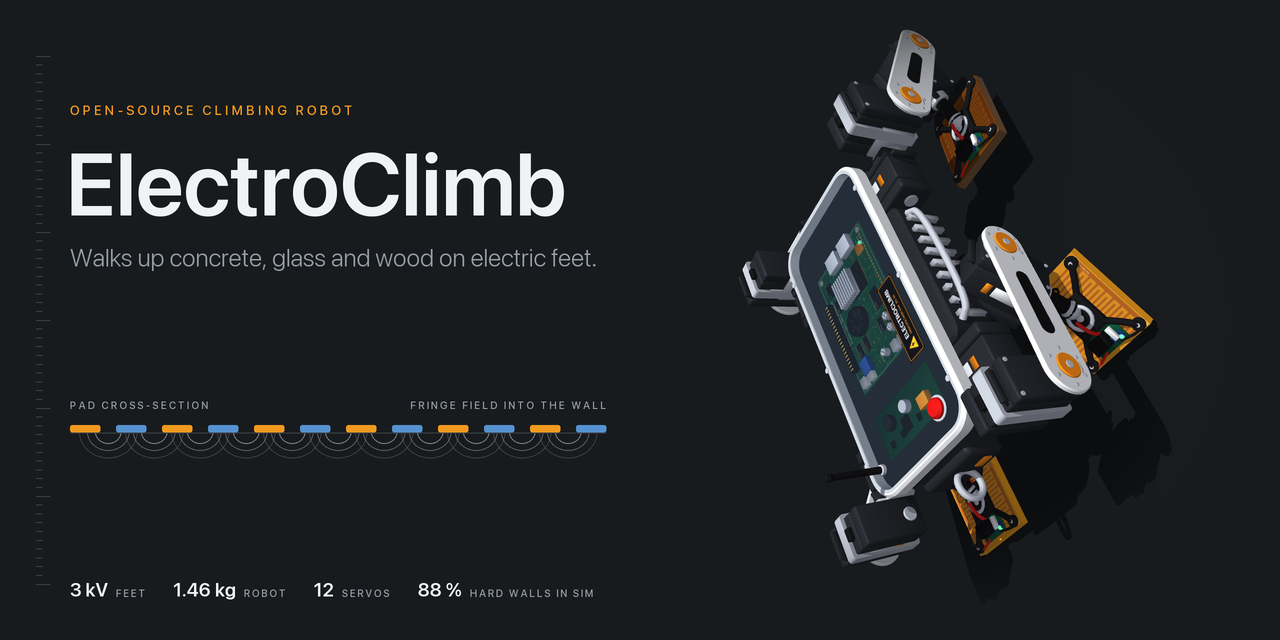 OPEN-SOURCE CLIMBING ROBOT
ElectroClimb
Walks up concrete, glass and wood on electric feet.
PAD CROSS-SECTION
FRINGE FIELD INTO THE WALL
3 kV FEET 1.46 kg ROBOT 12 SERVOS 88 % HARD WALLS IN SIM
ELECTROCLIMB